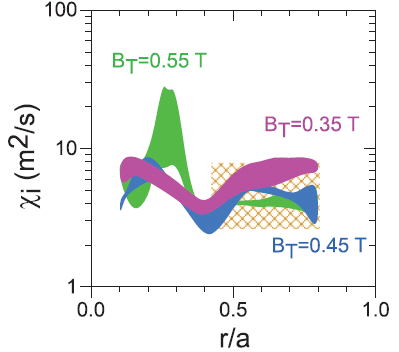 100
B_T=0.55 T
B_T=0.35 T
10
χi (m²/s)
B_T=0.45 T
1
0.0 0.5 1.0
r/a